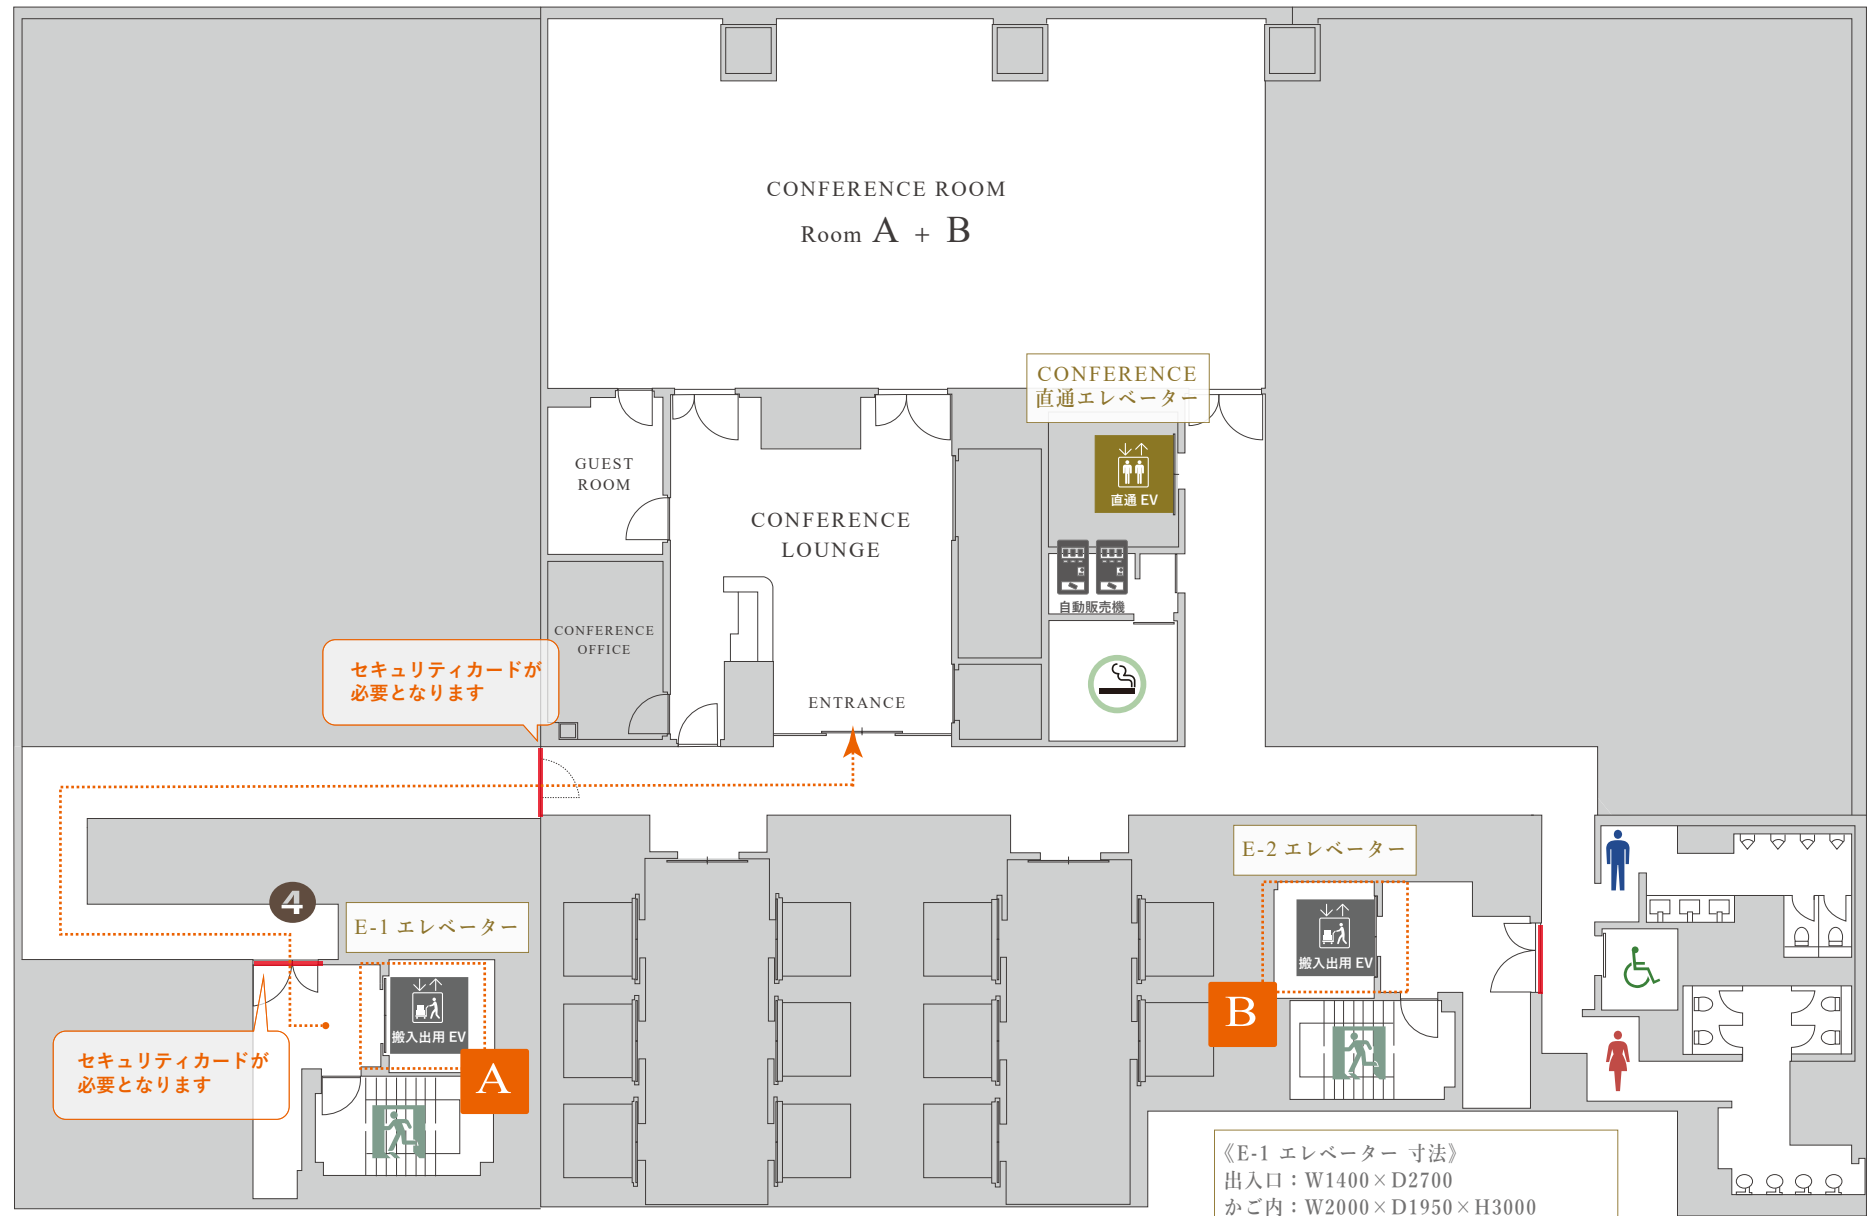 CONFERENCE ROOM
Room A + B
CONFERENCE
直通エレベーター
直通 EV
GUEST
ROOM
CONFERENCE
LOUNGE
自動販売機
CONFERENCE
OFFICE
セキュリティカードが
必要となります
ENTRANCE
E-2 エレベーター
4
E-1 エレベーター
搬入出用 EV
B
搬入出用 EV
A
セキュリティカードが
必要となります
《E-1 エレベーター 寸法》
出入口：W1400×D2700
かご内：W2000×D1950×H3000